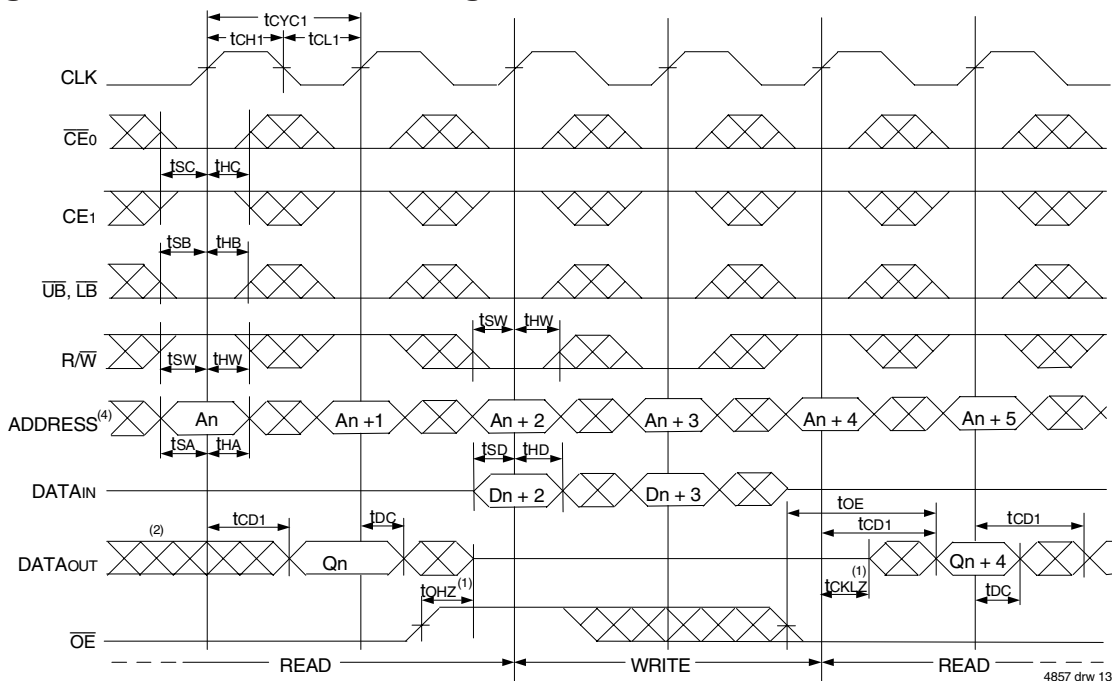 tCYC1
tCH1 tCL1
CLK
CE0
tSC tHC
CE1
tSB tHB
UB, LB
tSW tHW
R/W
tSW tHW
ADDRESS(4) An An +1 An + 2 An + 3 An + 4 An + 5
tSA tHA
tSD tHD
DATAIN Dn + 2 Dn + 3
tOE
(2) tCD1 tDC tCD1 tCD1
DATAOUT Qn Qn + 4
tOHZ(1) tCKLZ(1) tDC
OE
READ WRITE READ
4857 drw 13